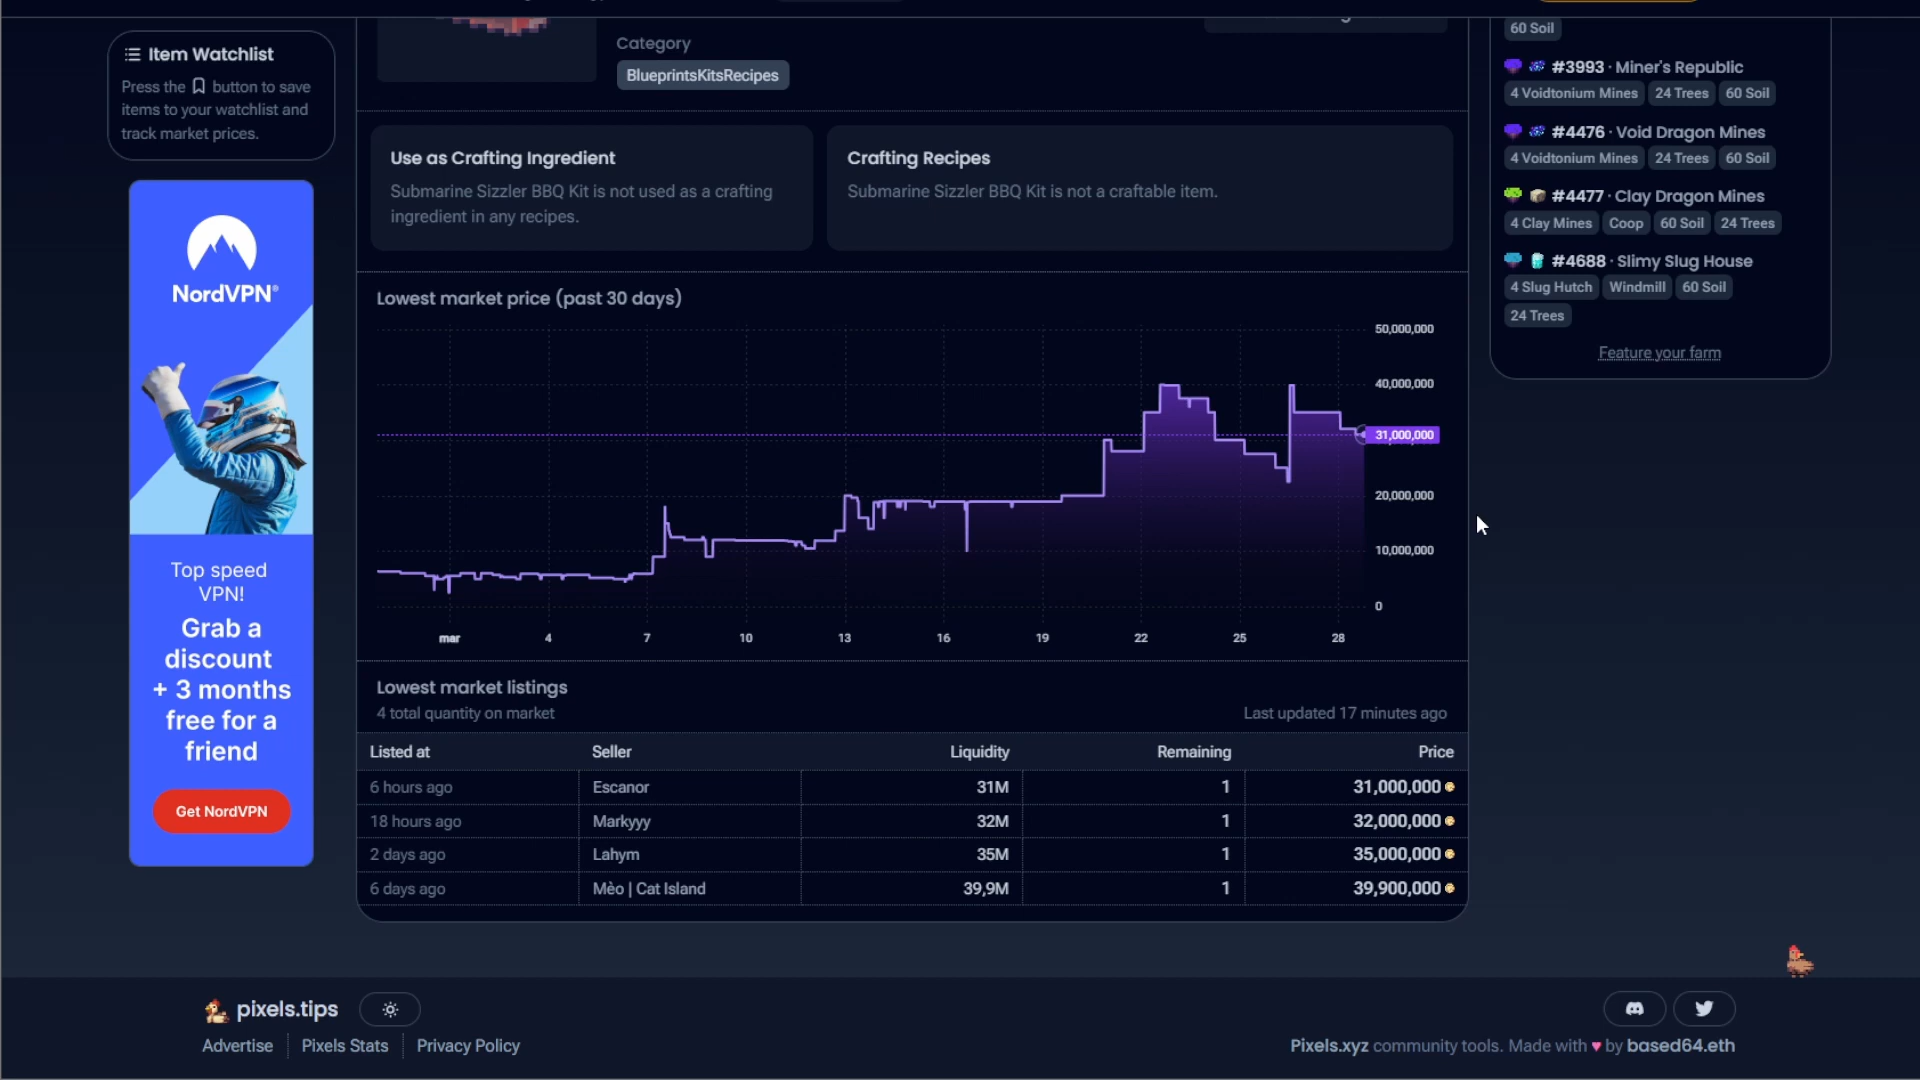 Item Watchlist
Press the button to save
items to your watchlist and
track market prices.
NordVPN®
Top speed
VPN!
Grab a
discount
+ 3 months
free for a
friend
Get NordVPN
Category
BlueprintsKitsRecipes
Use as Crafting Ingredient
Submarine Sizzler BBQ Kit is not used as a crafting
ingredient in any recipes.
Crafting Recipes
Submarine Sizzler BBQ Kit is not a craftable item.
Lowest market price (past 30 days)
50,000,000
40,000,000
31,000,000
20,000,000
10,000,000
0
mar 4 7 10 13 16 19 22 25 28
Lowest market listings
4 total quantity on market
Last updated 17 minutes ago
Listed at Seller Liquidity Remaining Price
6 hours ago Escanor 31M 1 31,000,000
18 hours ago Markyyy 32M 1 32,000,000
2 days ago Lahym 35M 1 35,000,000
6 days ago Mèo | Cat Island 39,9M 1 39,900,000
60 Soil
#3993 · Miner's Republic
4 Voidtonium Mines 24 Trees 60 Soil
#4476 · Void Dragon Mines
4 Voidtonium Mines 24 Trees 60 Soil
#4477 · Clay Dragon Mines
4 Clay Mines Coop 60 Soil 24 Trees
#4688 · Slimy Slug House
4 Slug Hutch Windmill 60 Soil
24 Trees
Feature your farm
pixels.tips
Advertise Pixels Stats Privacy Policy
Pixels.xyz community tools. Made with ♥ by based64.eth